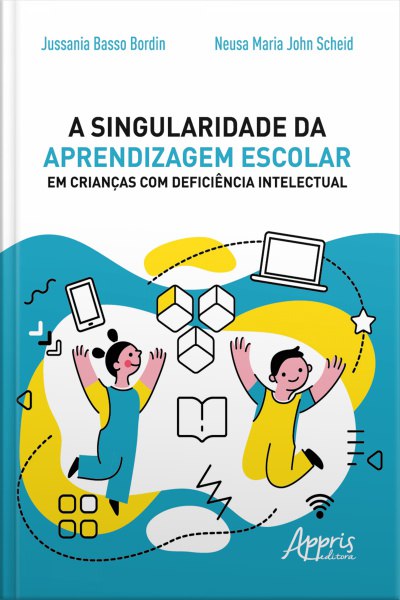 Jussania Basso Bordin Neusa Maria John Scheid
A SINGULARIDADE DA
APRENDIZAGEM ESCOLAR
EM CRIANÇAS COM DEFICIÊNCIA INTELECTUAL
Appris
editora